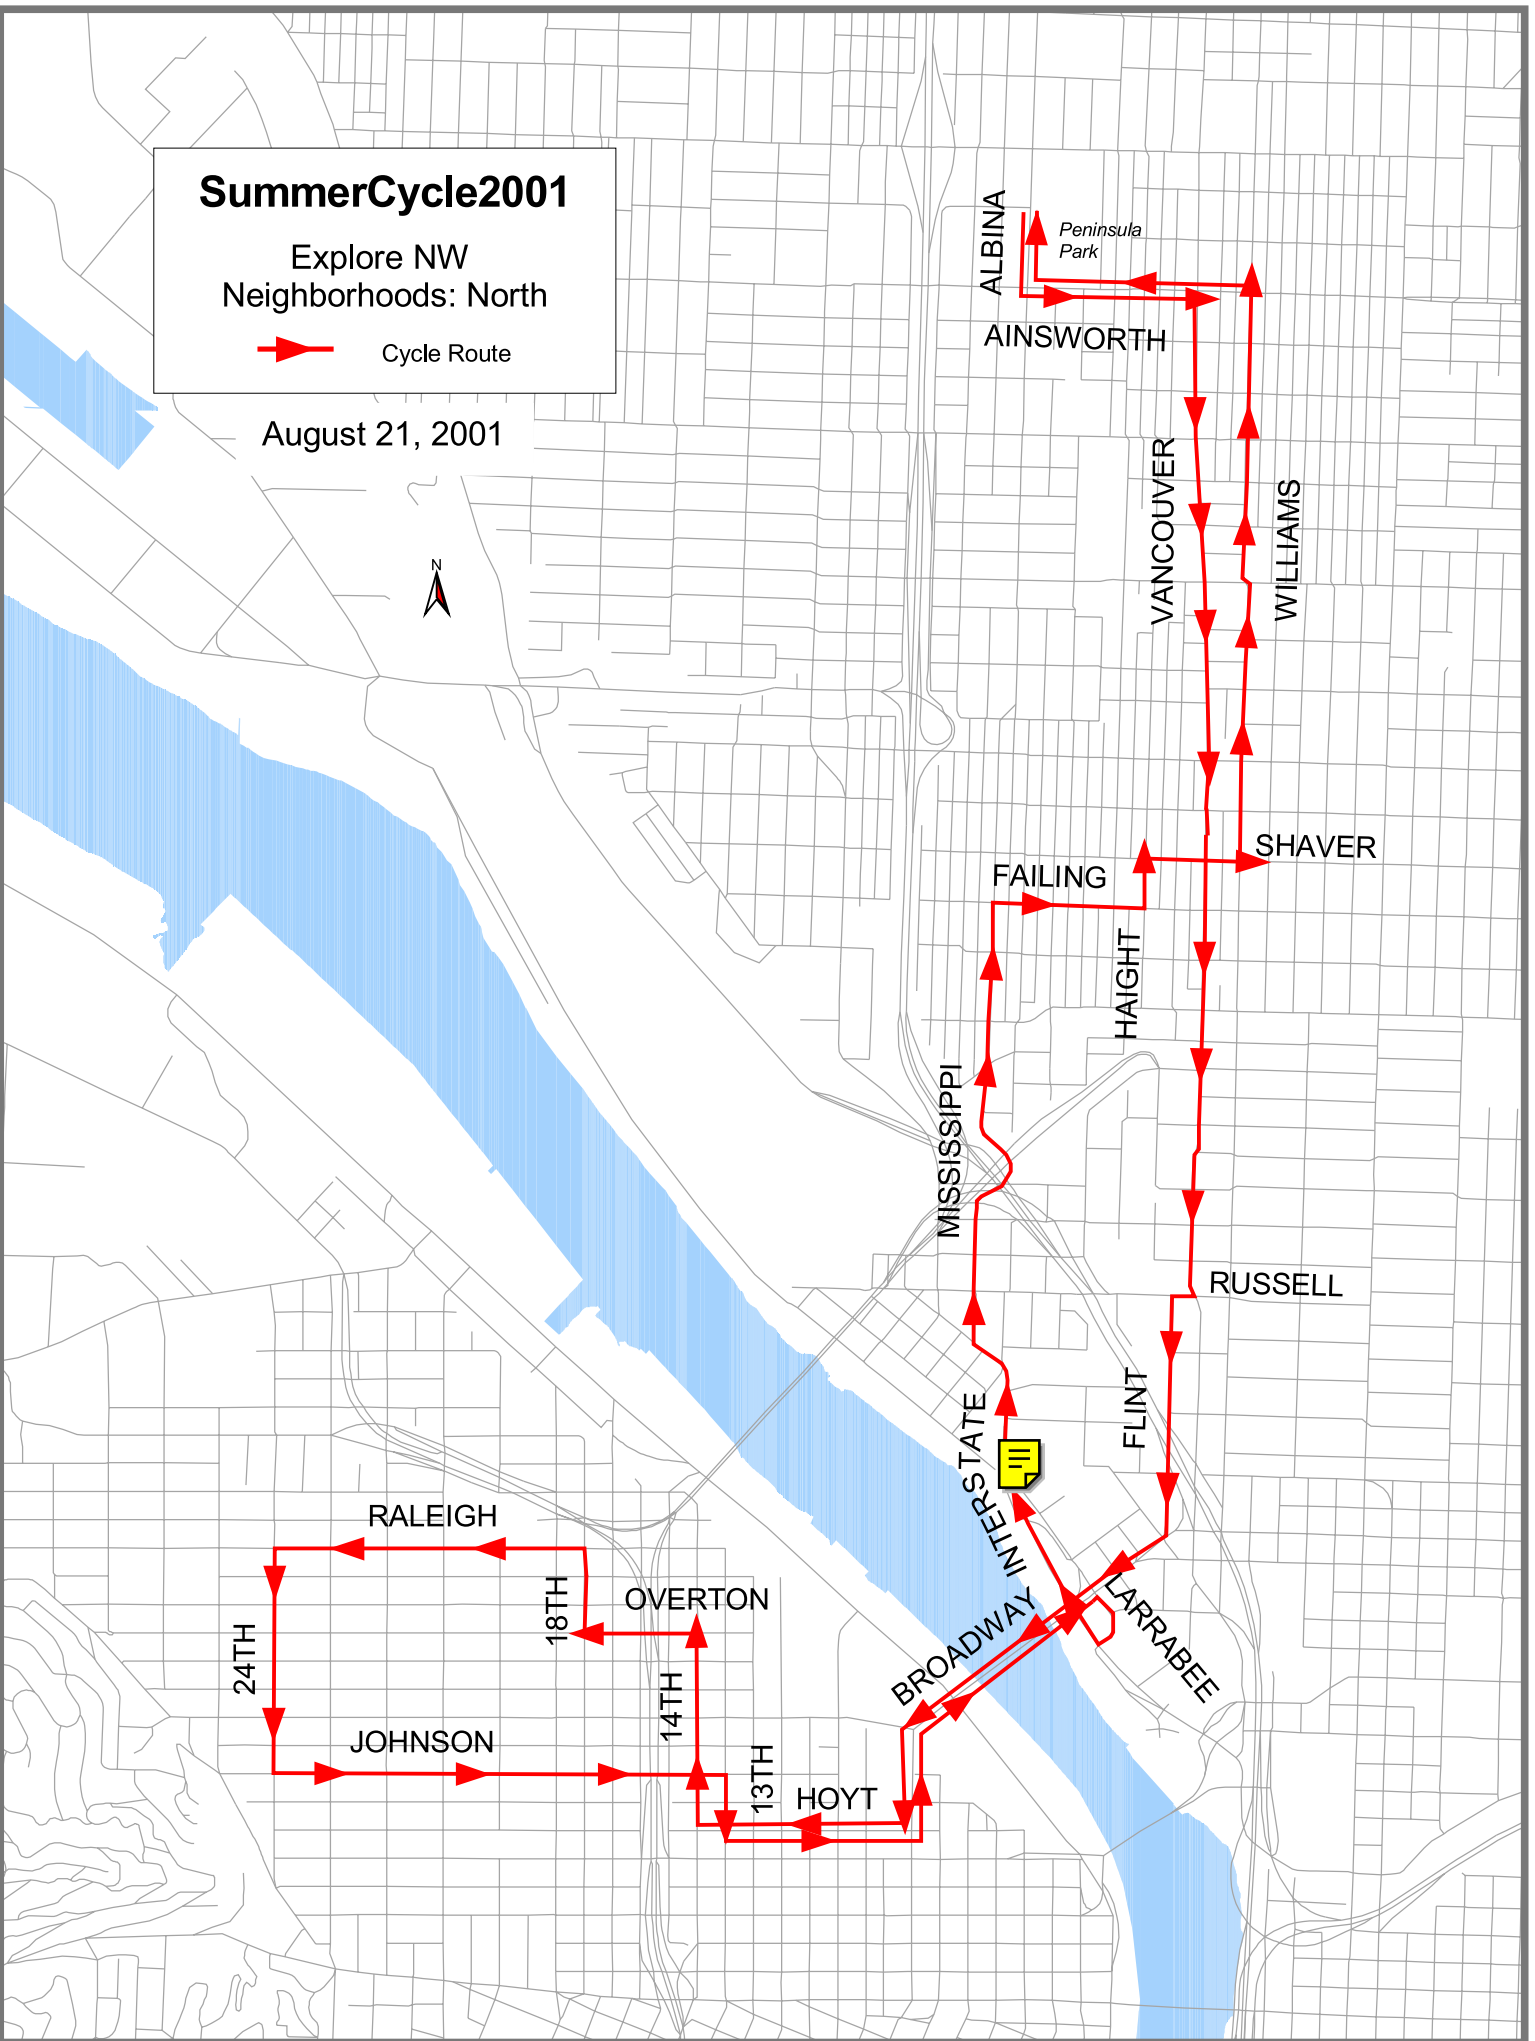 SummerCycle2001
Explore NW
Neighborhoods: North
Cycle Route
August 21, 2001
N
ALBINA
Peninsula
Park
AINSWORTH
VANCOUVER
WILLIAMS
SHAVER
FAILING
HAIGHT
MISSISSIPPI
RUSSELL
FLINT
INTERSTATE
LARRABEE
BROADWAY
RALEIGH
18TH
OVERTON
24TH
14TH
JOHNSON
13TH
HOYT